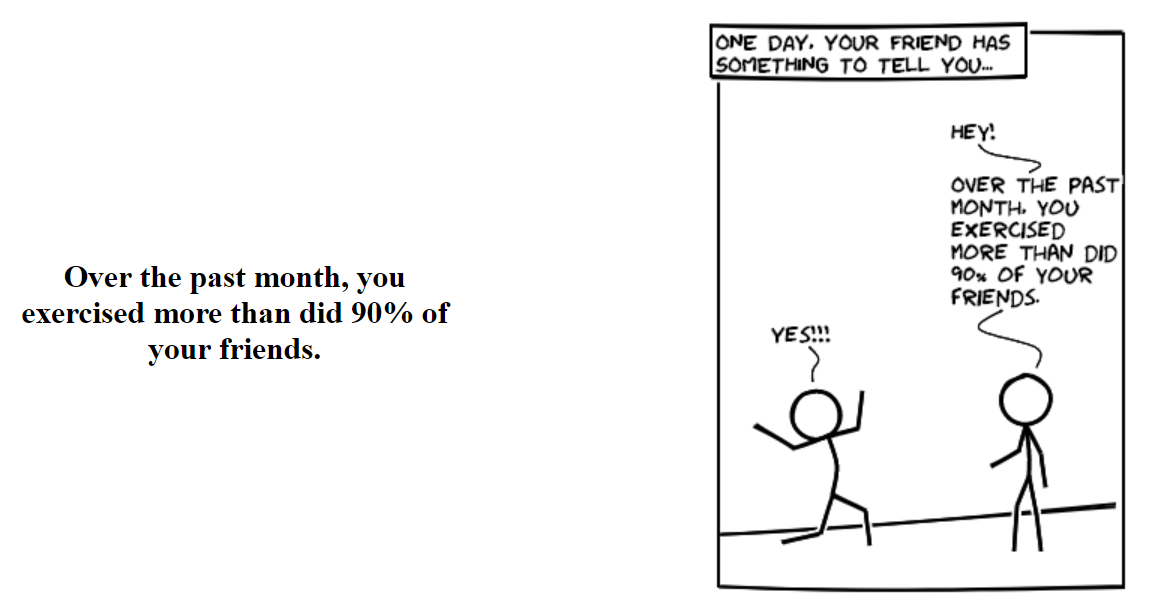 Over the past month, you
exercised more than did 90% of
your friends.
ONE DAY, YOUR FRIEND HAS
SOMETHING TO TELL YOU...
HEY!
OVER THE PAST
MONTH, YOU
EXERCISED
MORE THAN DID
90% OF YOUR
FRIENDS.
YES!!!